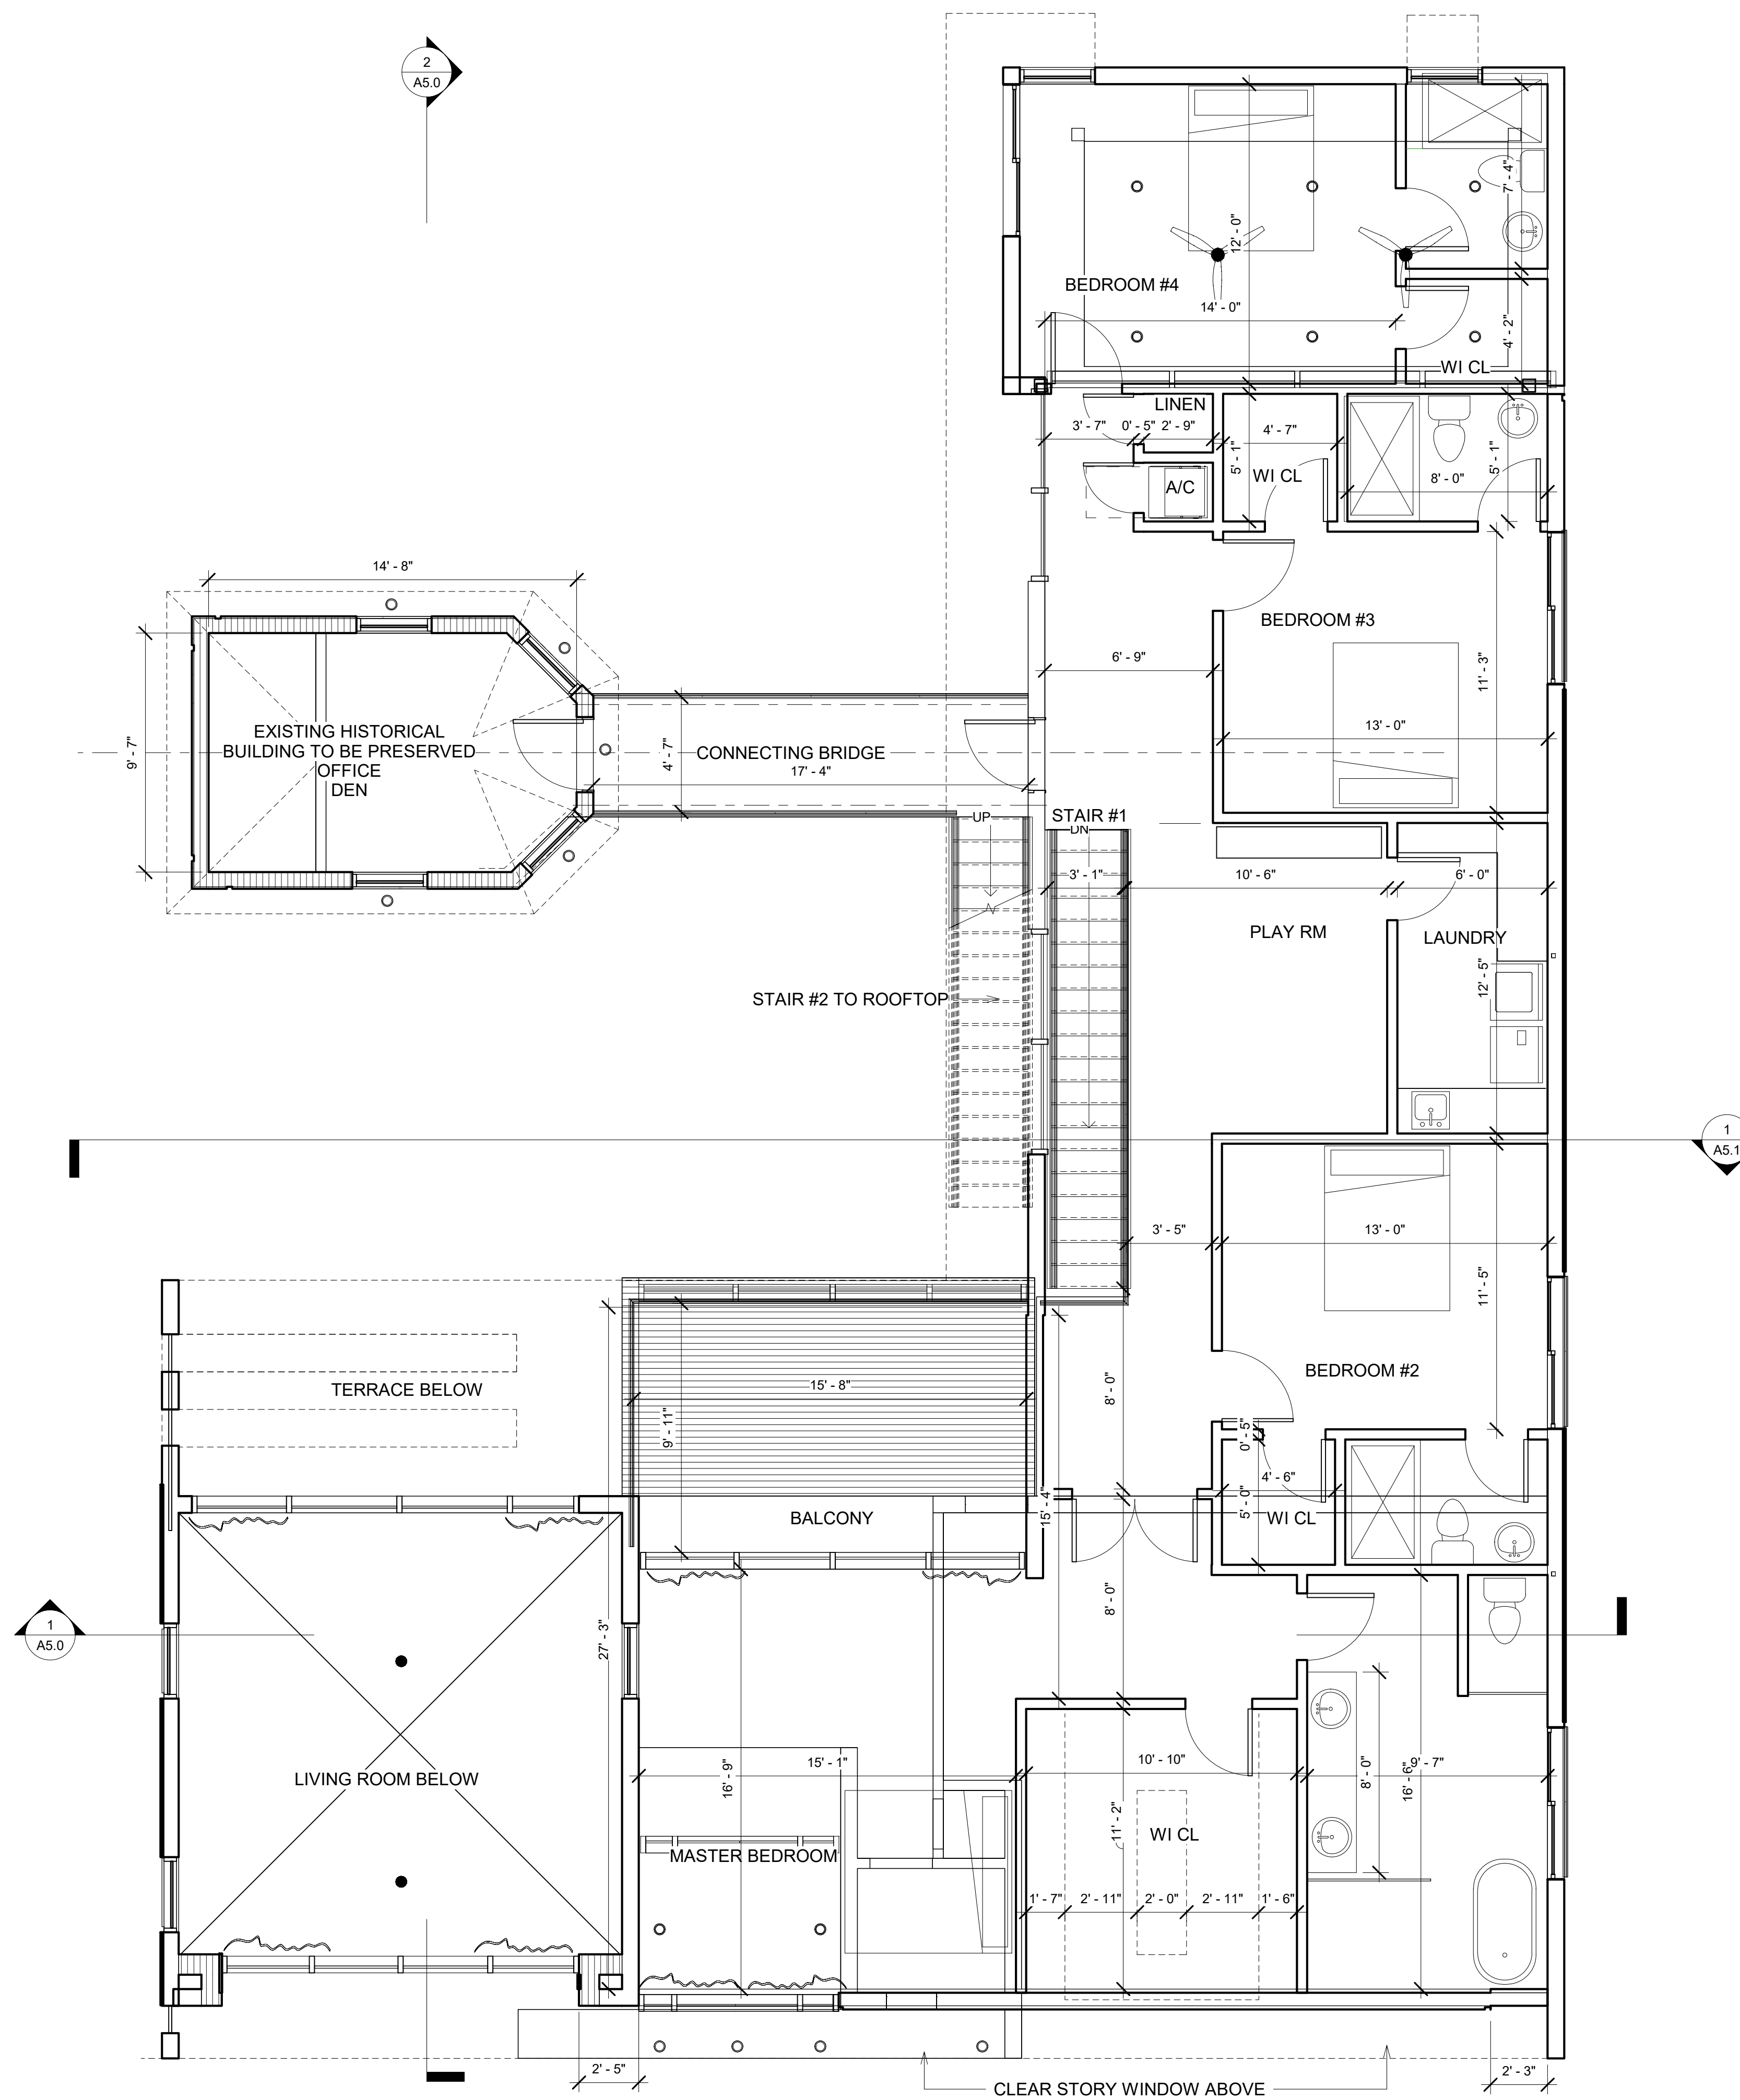 2
A5.0
BEDROOM #4
12' - 0"
14' - 0"
7' - 4"
4' - 2"
WI CL
LINEN
3' - 7"
0' - 5"
2' - 9"
4' - 7"
5' - 1"
WI CL
A/C
8' - 0"
5' - 1"
14' - 8"
9' - 7"
EXISTING HISTORICAL
BUILDING TO BE PRESERVED
OFFICE
DEN
4' - 7"
CONNECTING BRIDGE
17' - 4"
BEDROOM #3
6' - 9"
11' - 3"
13' - 0"
UP
STAIR #1
DN
3' - 1"
10' - 6"
6' - 0"
PLAY RM
LAUNDRY
12' - 5"
STAIR #2 TO ROOFTOP
1
A5.1
3' - 5"
13' - 0"
11' - 5"
BEDROOM #2
TERRACE BELOW
15' - 8"
9' - 11"
8' - 0"
0' - 5"
4' - 6"
5' - 0"
WI CL
15' - 4"
BALCONY
1
A5.0
27' - 3"
8' - 0"
LIVING ROOM BELOW
16' - 9"
15' - 1"
10' - 10"
8' - 0"
16' - 6"
9' - 7"
11' - 2"
WI CL
MASTER BEDROOM
1' - 7"
2' - 11"
2' - 0"
2' - 11"
1' - 6"
2' - 5"
2' - 3"
CLEAR STORY WINDOW ABOVE